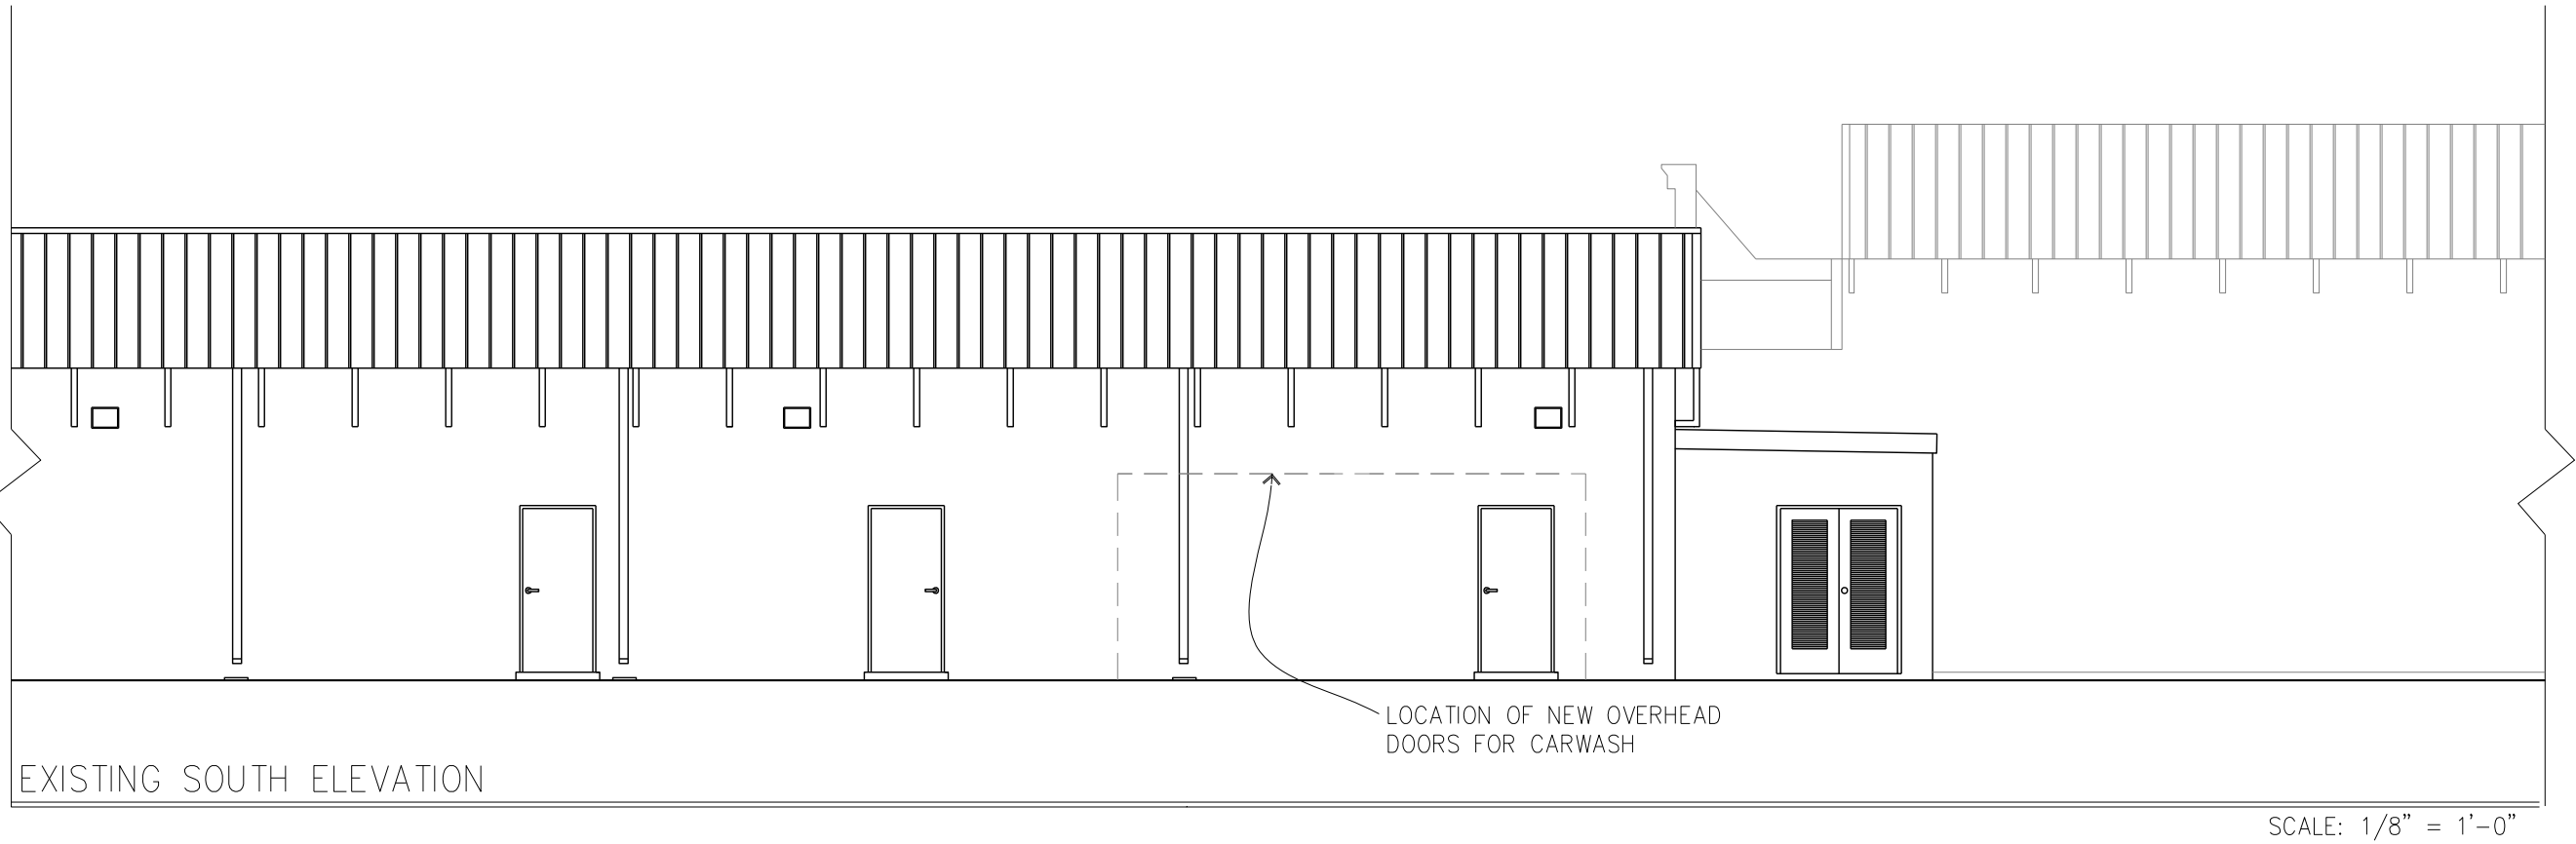 LOCATION OF NEW OVERHEAD
DOORS FOR CARWASH
EXISTING SOUTH ELEVATION
SCALE: 1/8" = 1'-0"